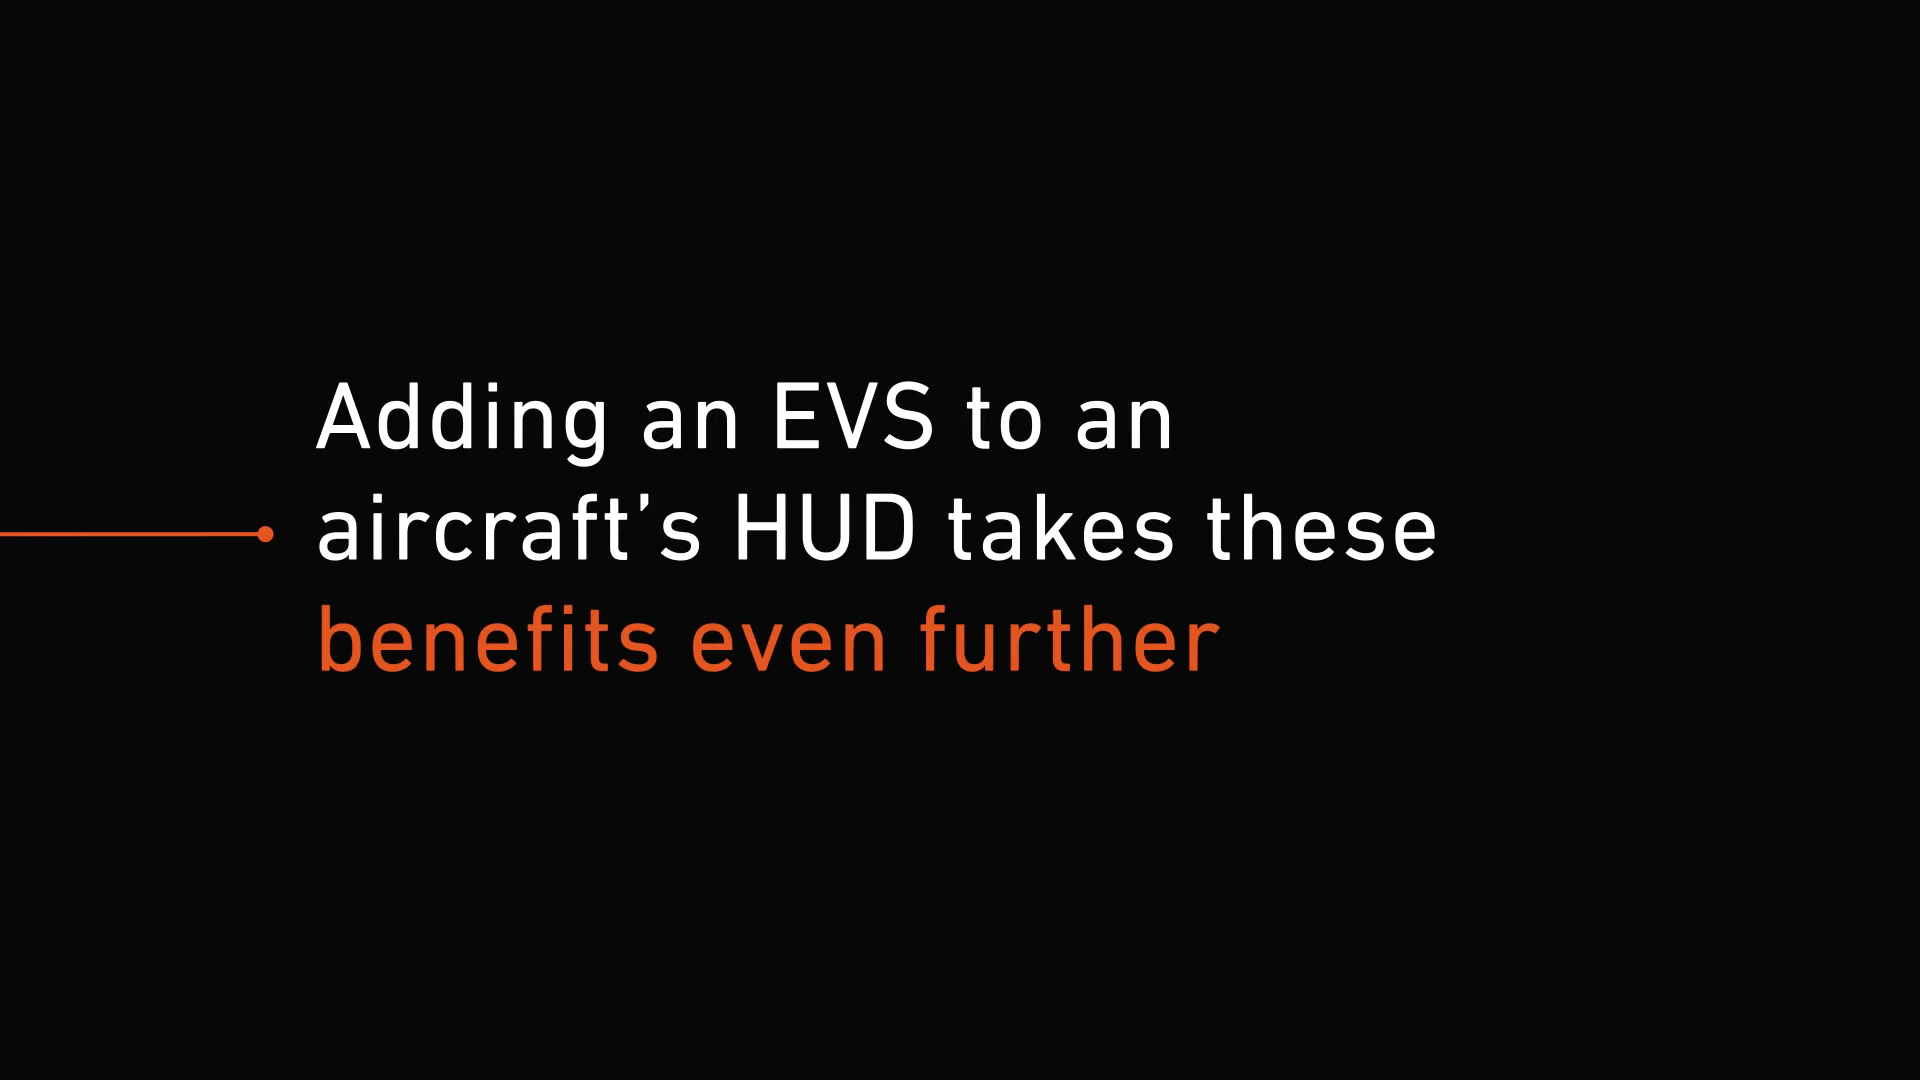 Adding an EVS to an
aircraft’s HUD takes these
benefits even further